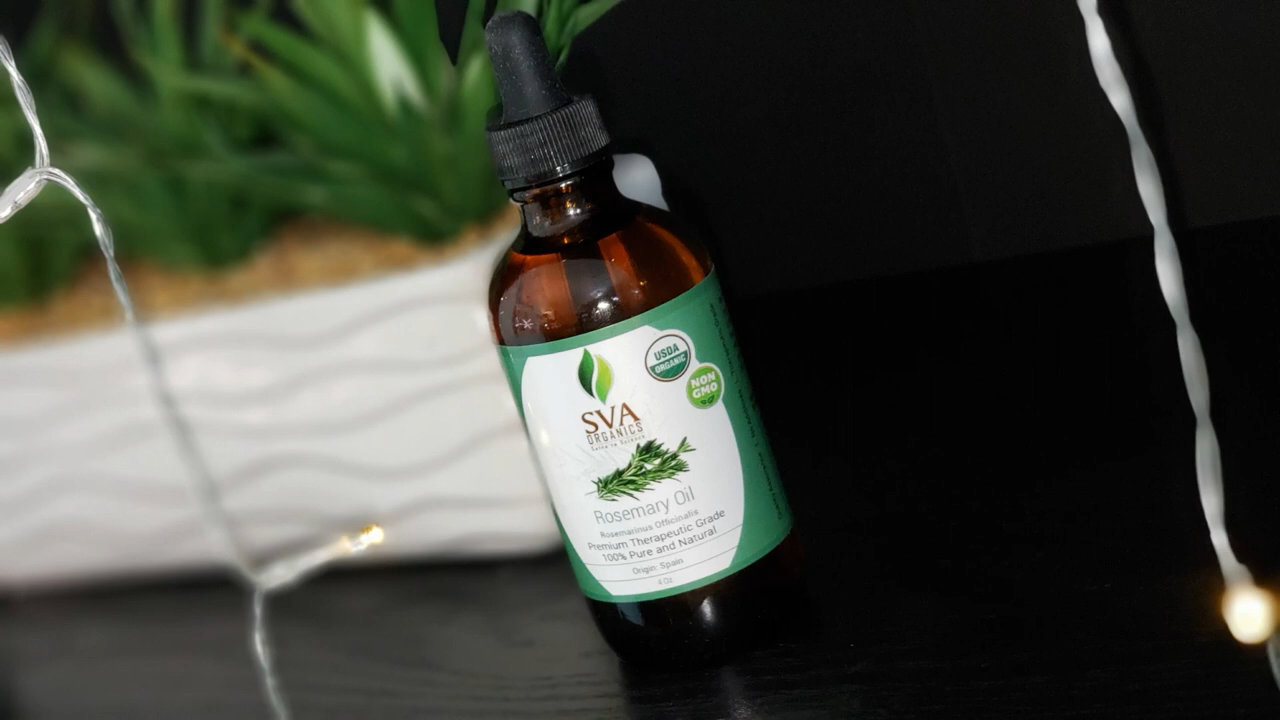 USDA
ORGANIC
NON
GMO
SVA
ORGANICS
Rosemary Oil
Rosmarinus Officinalis
Premium Therapeutic Grade
100% Pure and Natural
Origin: Spain
4 Oz.